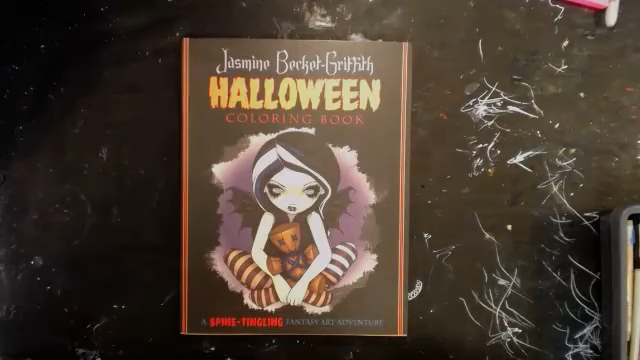 Jasmine Becket-Griffith
HALLOWEEN
COLORING BOOK
A SPINE-TINGLING FANTASY ART ADVENTURE